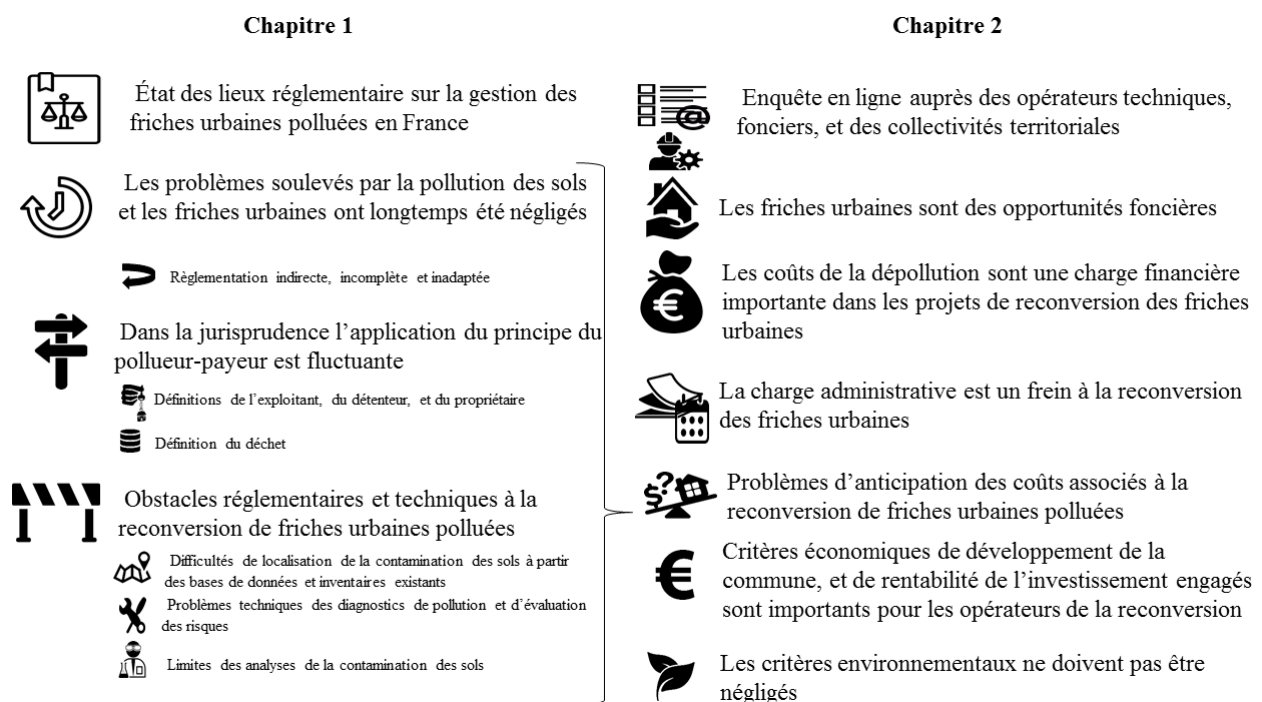 Chapitre 1
État des lieux réglementaire sur la gestion des
friches urbaines polluées en France
Les problèmes soulevés par la pollution des sols
et les friches urbaines ont longtemps été négligés
Règlementation indirecte, incomplète et inadaptée
Dans la jurisprudence l’application du principe du
pollueur-payeur est fluctuante
Définitions de l’exploitant, du détenteur, et du propriétaire
Définition du déchet
Obstacles réglementaires et techniques à la
reconversion de friches urbaines polluées
Difficultés de localisation de la contamination des sols à partir
des bases de données et inventaires existants
Problèmes techniques des diagnostics de pollution et d’évaluation
des risques
Limites des analyses de la contamination des sols
Chapitre 2
Enquête en ligne auprès des opérateurs techniques,
fonciers, et des collectivités territoriales
Les friches urbaines sont des opportunités foncières
Les coûts de la dépollution sont une charge financière
importante dans les projets de reconversion des friches
urbaines
La charge administrative est un frein à la reconversion
des friches urbaines
Problèmes d’anticipation des coûts associés à la
reconversion de friches urbaines polluées
Critères économiques de développement de la
commune, et de rentabilité de l’investissement engagés
sont importants pour les opérateurs de la reconversion
Les critères environnementaux ne doivent pas être
négligés